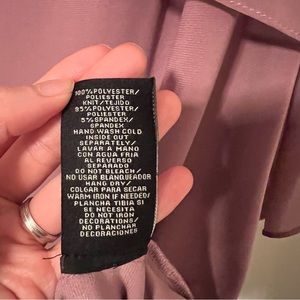 100%POLYESTER/
POLIESTER
KNIT/TEJIDO
95%POLYESTER/
POLIESTER
5%SPANDEX/
SPANDEX
HAND WASH COLD
INSIDE OUT
SEPARATELY/
LAVAR A MANO
CON AGUA FRIA
AL REVERSO
SEPARADO
DO NOT BLEACH/
NO USAR BLANQUEADOR
HANG DRY/
COLGAR PARA SECAR
WARM IRON IF NEEDED/
PLANCHA TIBIA SI
SE NECESITA
DO NOT IRON
DECORATIONS/
NO PLANCHAR
DECORACIONES